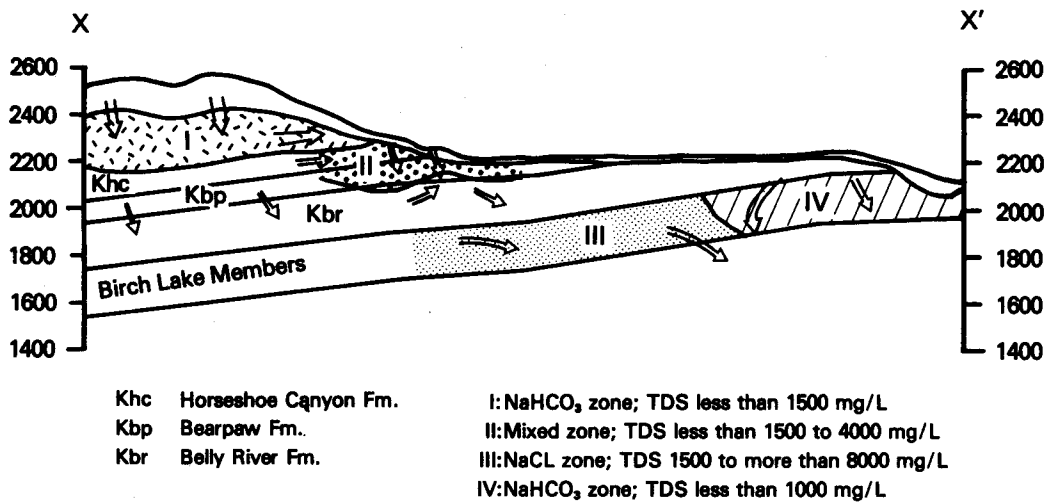 X X'
2600 2600
2400 2400
I
2200 II 2200
Khc
Kbp IV
2000 Kbr 2000
III
1800 1800
Birch Lake Members
1600 1600
1400 1400
Khc Horseshoe Canyon Fm. I: NaHCO₃ zone; TDS less than 1500 mg/L
Kbp Bearpaw Fm.. II: Mixed zone; TDS less than 1500 to 4000 mg/L
Kbr Belly River Fm. III: NaCL zone; TDS 1500 to more than 8000 mg/L
IV: NaHCO₃ zone; TDS less than 1000 mg/L